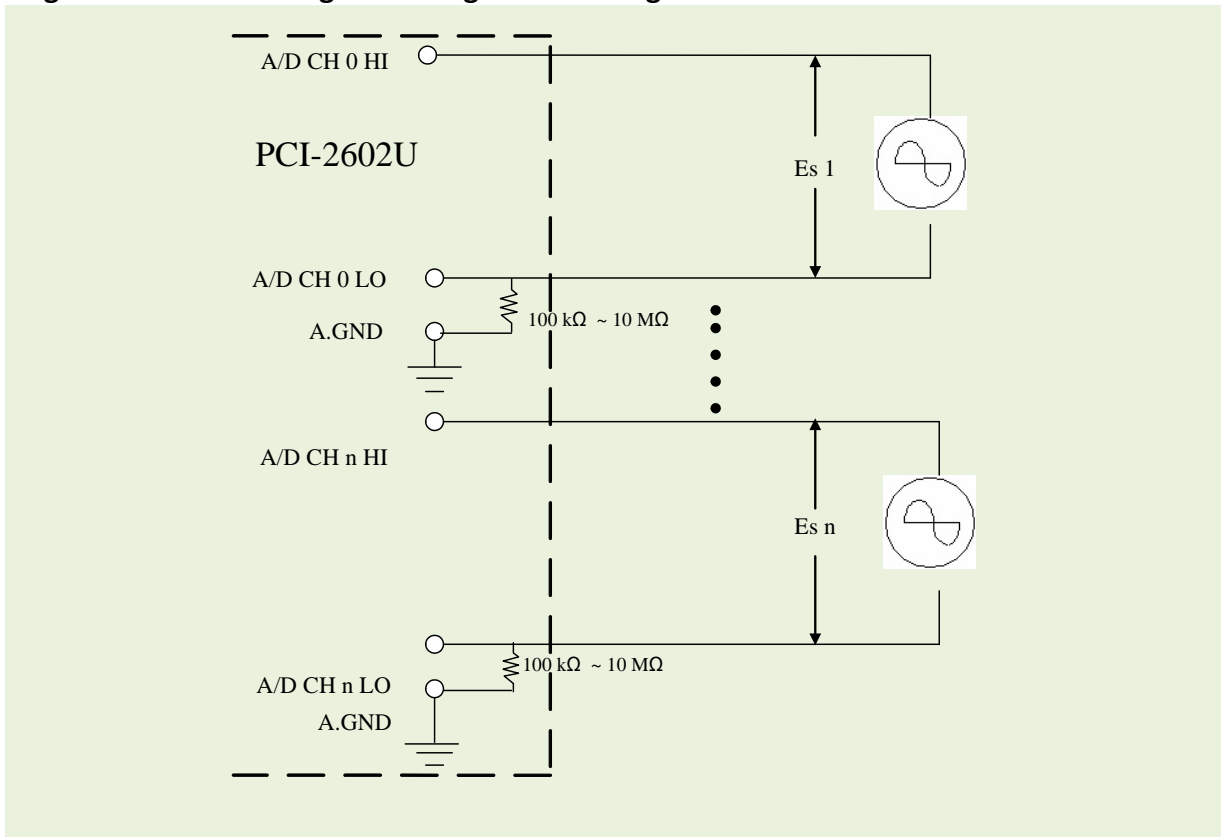 A/D CH 0 HI
PCI-2602U
Es 1
A/D CH 0 LO
100 kΩ ~ 10 MΩ
A.GND
A/D CH n HI
Es n
100 kΩ ~ 10 MΩ
A/D CH n LO
A.GND